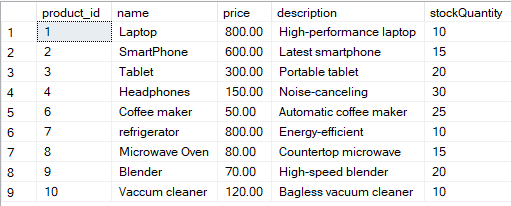 product_id name price description stockQuantity
1 1 Laptop 800.00 High-performance laptop 10
2 2 SmartPhone 600.00 Latest smartphone 15
3 3 Tablet 300.00 Portable tablet 20
4 4 Headphones 150.00 Noise-canceling 30
5 6 Coffee maker 50.00 Automatic coffee maker 25
6 7 refrigerator 800.00 Energy-efficient 10
7 8 Microwave Oven 80.00 Countertop microwave 15
8 9 Blender 70.00 High-speed blender 20
9 10 Vaccum cleaner 120.00 Bagless vacuum cleaner 10